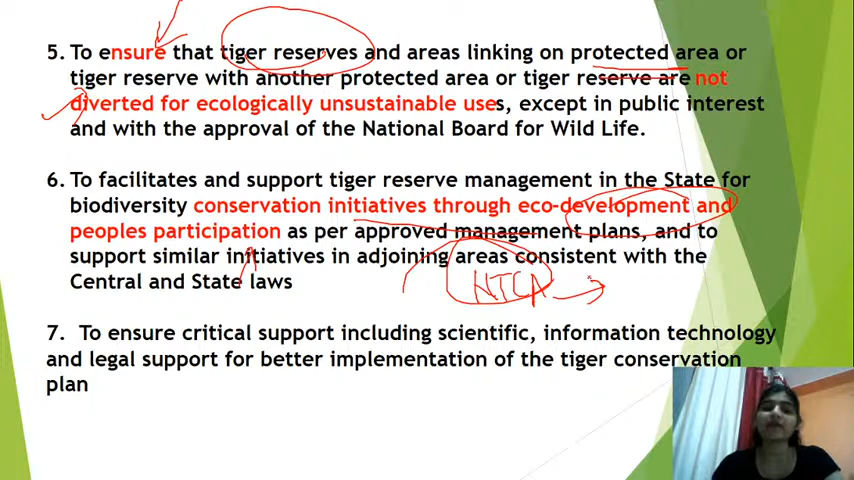 5. To ensure that tiger reserves and areas linking on protected area or
tiger reserve with another protected area or tiger reserve are not
diverted for ecologically unsustainable uses, except in public interest
and with the approval of the National Board for Wild Life.
6. To facilitates and support tiger reserve management in the State for
biodiversity conservation initiatives through eco-development and
peoples participation as per approved management plans, and to
support similar initiatives in adjoining areas consistent with the
Central and State laws
NTCA
7. To ensure critical support including scientific, information technology
and legal support for better implementation of the tiger conservation
plan